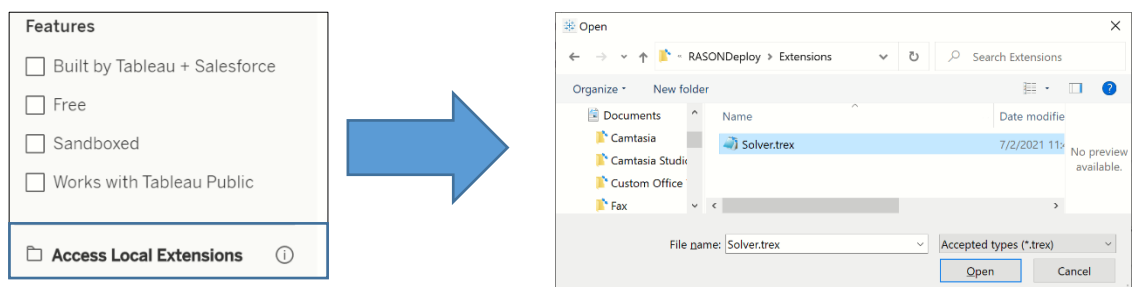 Features
Built by Tableau + Salesforce
Free
Sandboxed
Works with Tableau Public
Access Local Extensions
Open
RASONDeploy › Extensions
Search Extensions
Organize
New folder
Documents
Camtasia
Camtasia Studio
Custom Office
Fax
Name
Date modifie
Solver.trex
7/2/2021 11:
No preview
available.
File name: Solver.trex
Accepted types (*.trex)
Open
Cancel